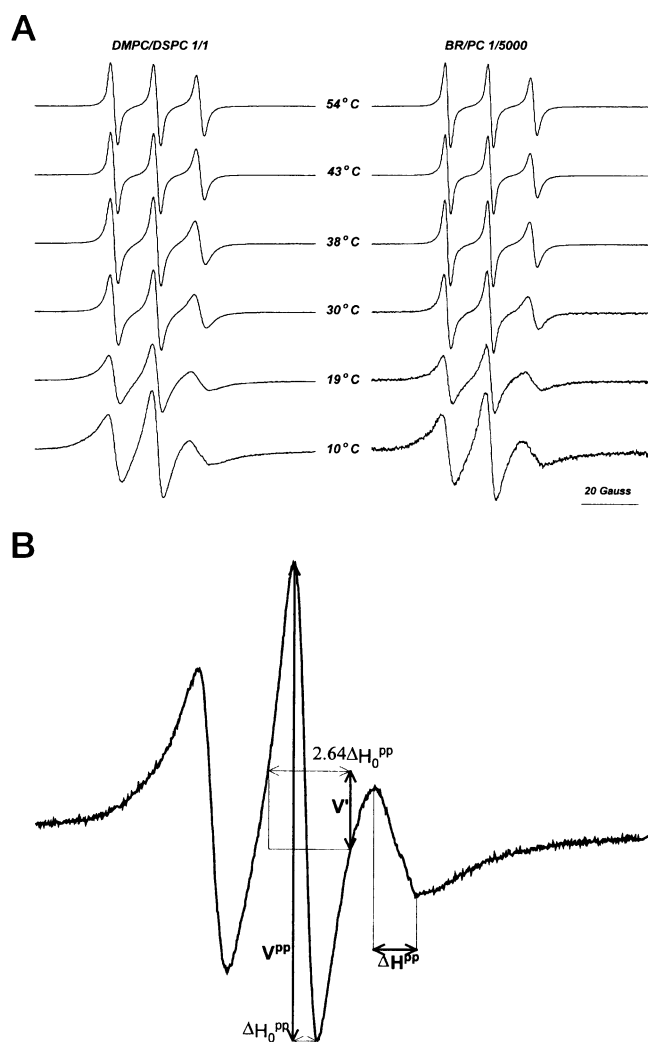 A
DMPC/DSPC 1/1
BR/PC 1/5000
54° C
43° C
38° C
30° C
19° C
10° C
20 Gauss
B
2.64ΔH₀ᵖᵖ
V'
Vᵖᵖ
ΔHᵖᵖ
ΔH₀ᵖᵖ